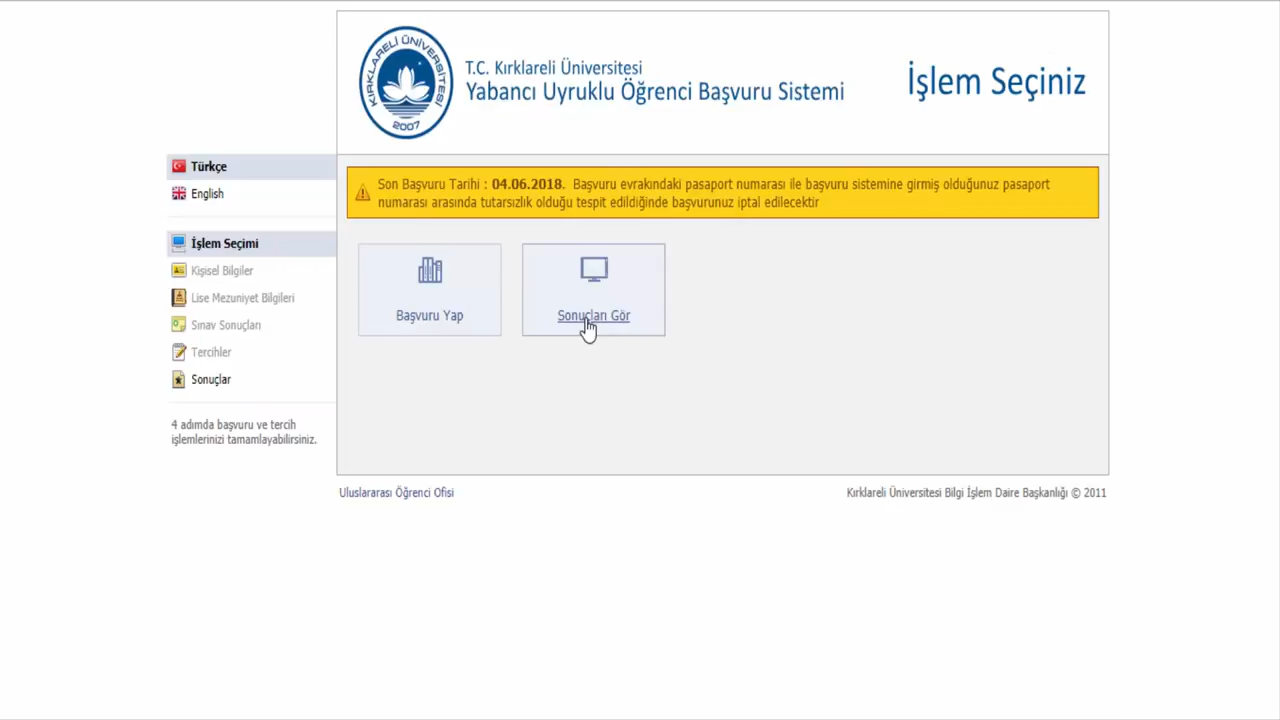 KIRKLARELİ ÜNİVERSİTESİ
2007
T.C. Kırklareli Üniversitesi
Yabancı Uyruklu Öğrenci Başvuru Sistemi
İşlem Seçiniz
Türkçe
English
İşlem Seçimi
Kişisel Bilgiler
Lise Mezuniyet Bilgileri
Sınav Sonuçları
Tercihler
Sonuçlar
4 adımda başvuru ve tercih
işlemlerinizi tamamlayabilirsiniz.
Son Başvuru Tarihi : 04.06.2018. Başvuru evrakındaki pasaport numarası ile başvuru sistemine girmiş olduğunuz pasaport
numarası arasında tutarsızlık olduğu tespit edildiğinde başvurunuz iptal edilecektir
Başvuru Yap
Sonuçları Gör
Uluslararası Öğrenci Ofisi
Kırklareli Üniversitesi Bilgi İşlem Daire Başkanlığı © 2011